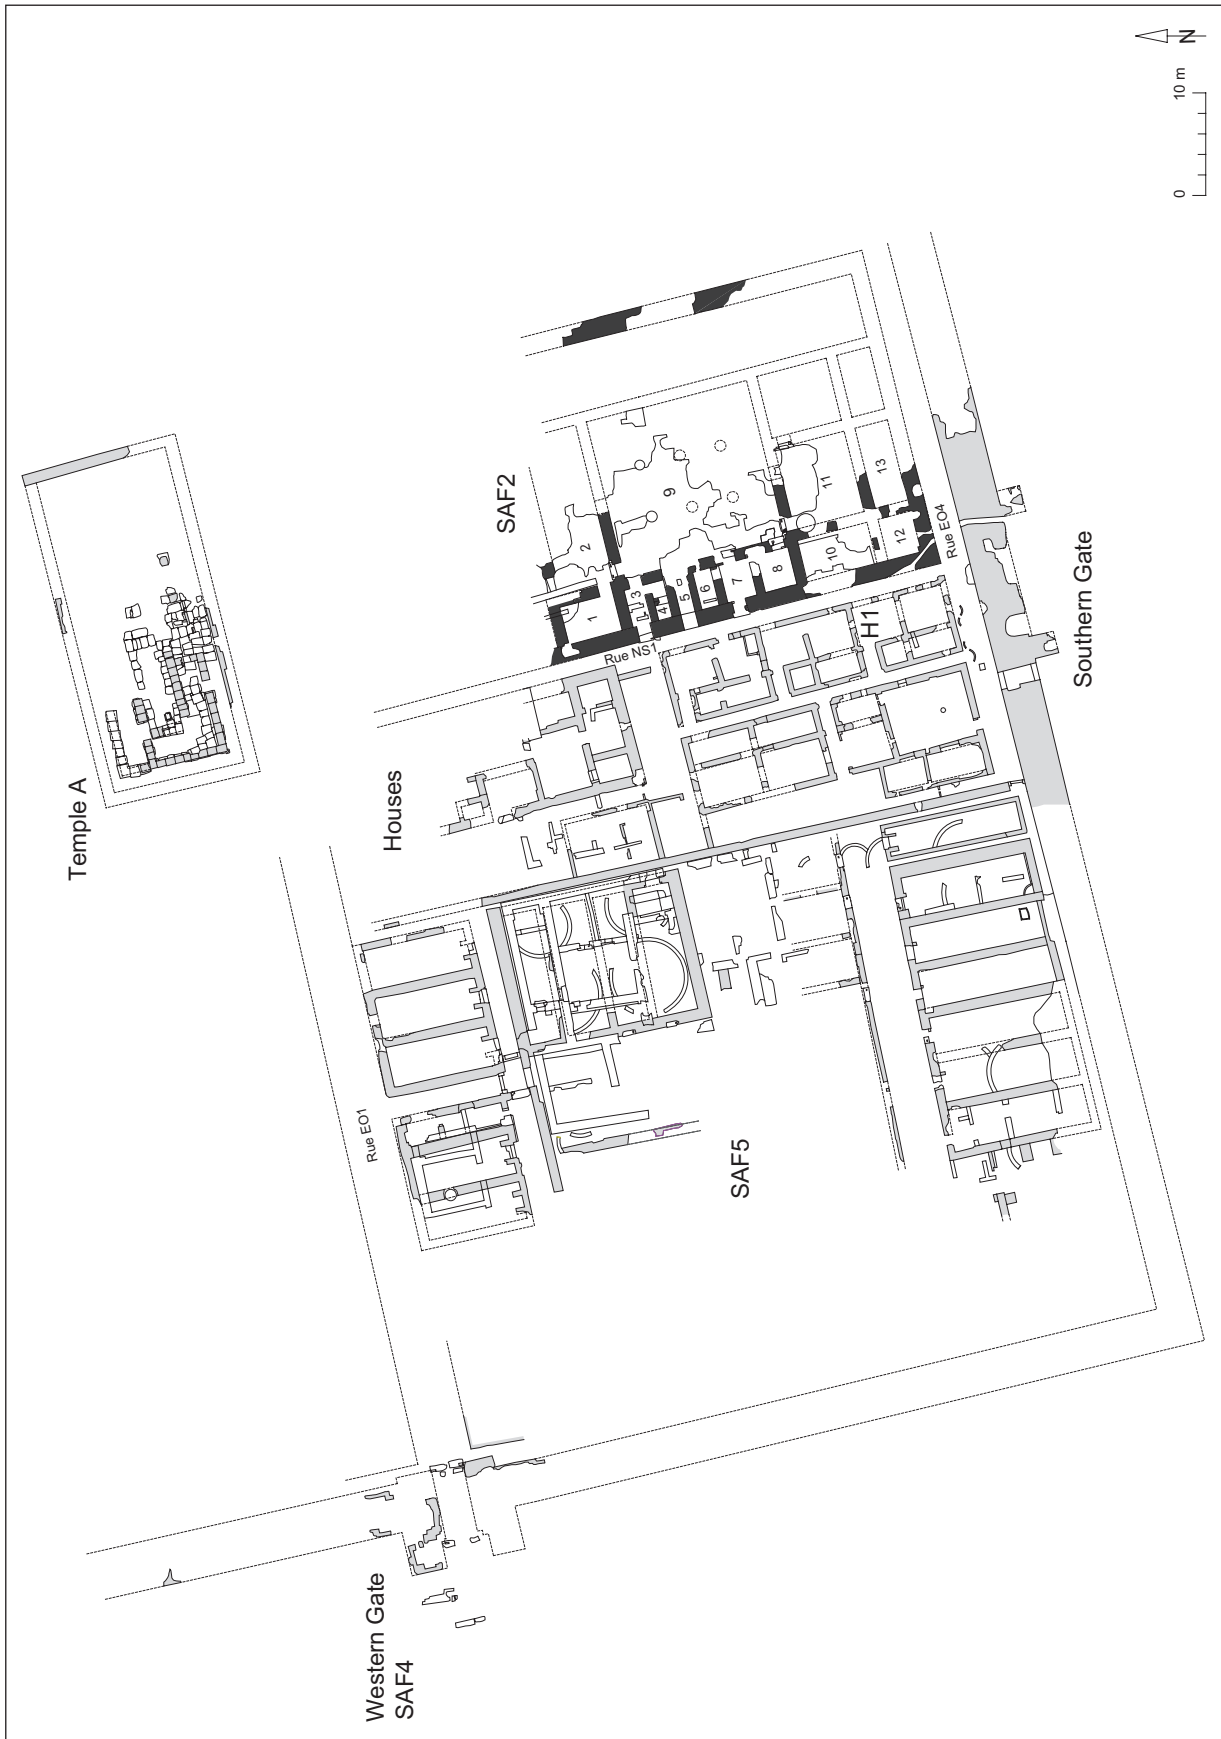 Temple A
Houses
Rue EO1
Western Gate
SAF4
SAF5
SAF2
Rue NS1
1
2
3
4
5
6
7
8
9
10
11
12
13
H1
Rue EO4
Southern Gate
0
10 m
N